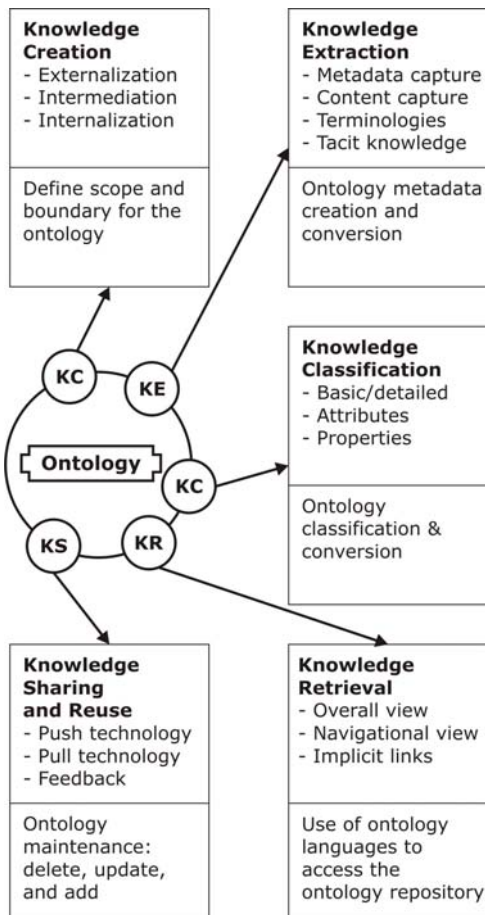 Knowledge
Creation
- Externalization
- Intermediation
- Internalization
Define scope and
boundary for the
ontology
Knowledge
Extraction
- Metadata capture
- Content capture
- Terminologies
- Tacit knowledge
Ontology metadata
creation and
conversion
KC
KE
Ontology
KC
KS
KR
Knowledge
Classification
- Basic/detailed
- Attributes
- Properties
Ontology
classification &
conversion
Knowledge
Sharing
and Reuse
- Push technology
- Pull technology
- Feedback
Ontology
maintenance:
delete, update,
and add
Knowledge
Retrieval
- Overall view
- Navigational view
- Implicit links
Use of ontology
languages to
access the
ontology repository